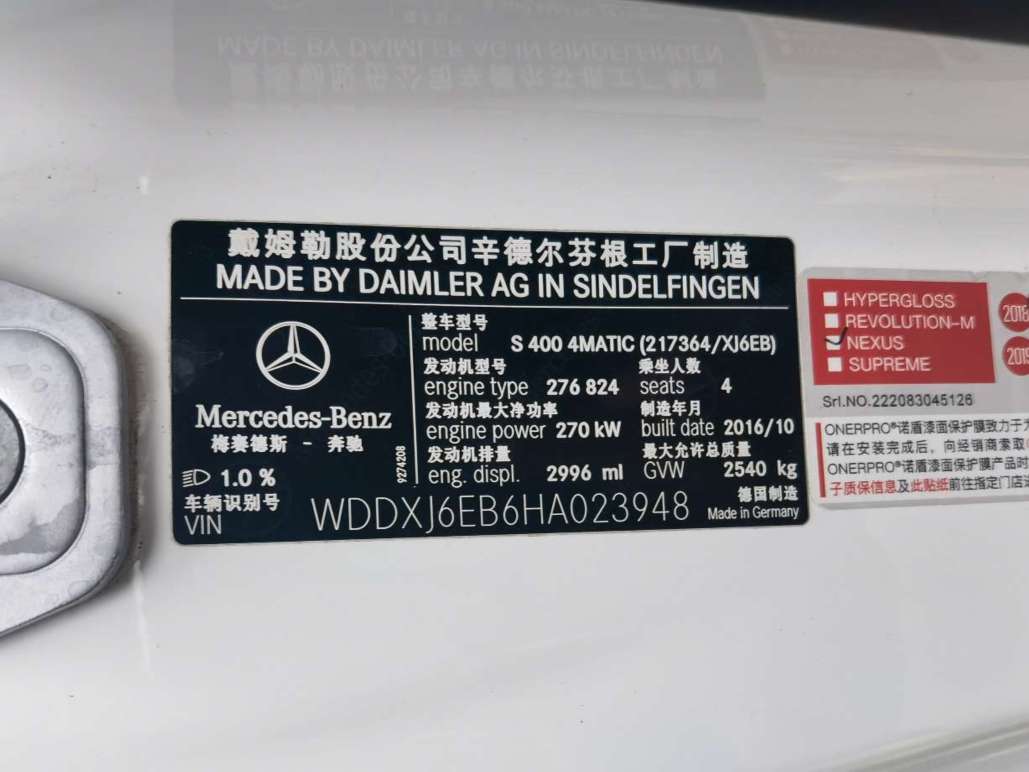 戴姆勒股份公司辛德尔芬根工厂制造
MADE BY DAIMLER AG IN SINDELFINGEN
Mercedes-Benz
梅赛德斯 - 奔驰
1.0 %
整车型号
model S 400 4MATIC (217364/XJ6EB)
发动机型号 乘坐人数
engine type 276 824 seats 4
发动机最大净功率 制造年月
engine power 270 kW built date 2016/10
发动机排量 最大允许总质量
eng. displ. 2996 ml GVW 2540 kg
9274208
车辆识别号
VIN WDDXJ6EB6HA023948
德国制造
Made in Germany
HYPERGLOSS
REVOLUTION-M
NEXUS
SUPREME
2018
2019
Srl.NO.222083045126
ONERPRO®诺盾漆面保护膜致力于
请在安装完成后，向经销商索取
ONERPRO®诺盾漆面保护膜产品时
子质保信息及此贴纸前往指定门店